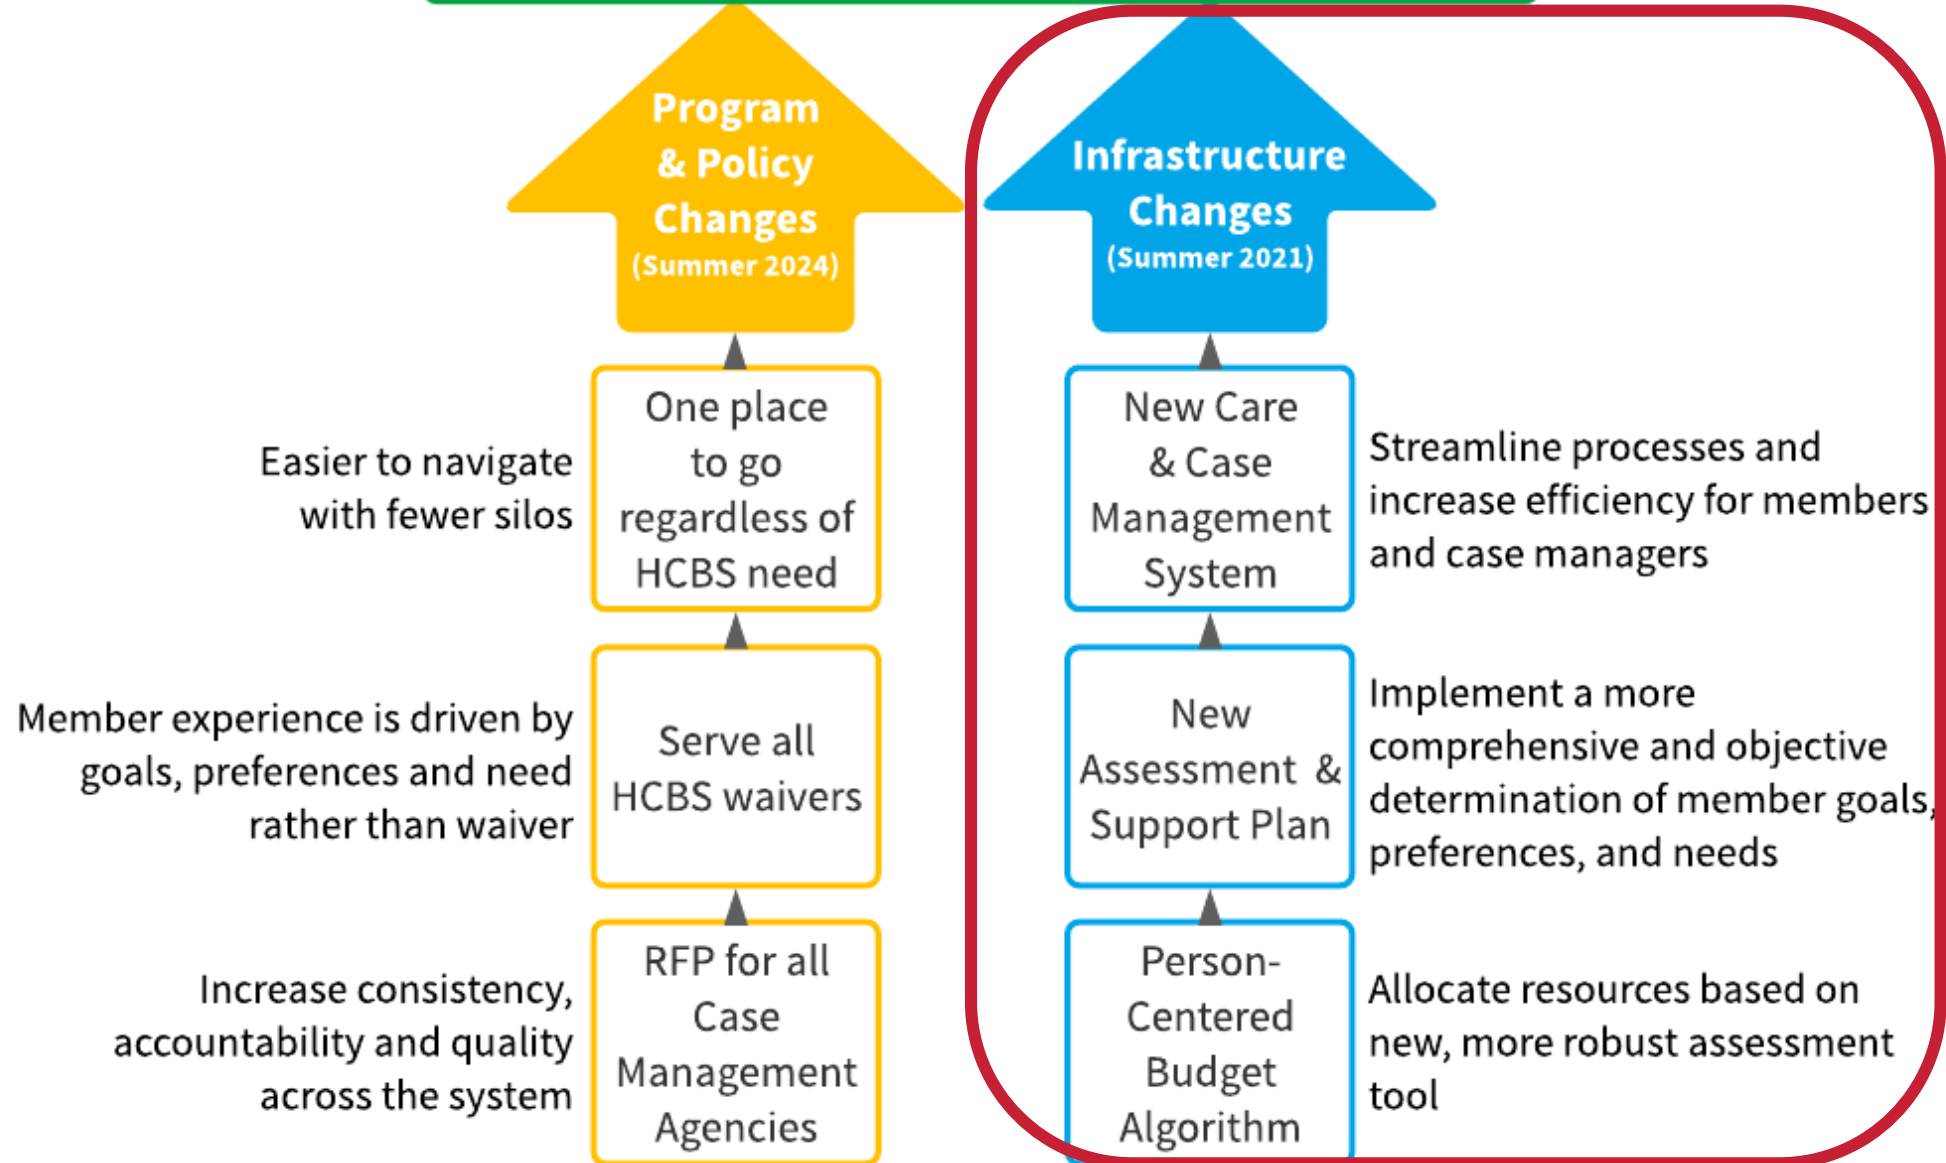 Program
& Policy
Changes
(Summer 2024)
Infrastructure
Changes
(Summer 2021)
Easier to navigate
with fewer silos
One place
to go
regardless of
HCBS need
New Care
& Case
Management
System
Streamline processes and
increase efficiency for members
and case managers
Member experience is driven by
goals, preferences and need
rather than waiver
Serve all
HCBS waivers
New
Assessment &
Support Plan
Implement a more
comprehensive and objective
determination of member goals,
preferences, and needs
Increase consistency,
accountability and quality
across the system
RFP for all
Case
Management
Agencies
Person-
Centered
Budget
Algorithm
Allocate resources based on
new, more robust assessment
tool